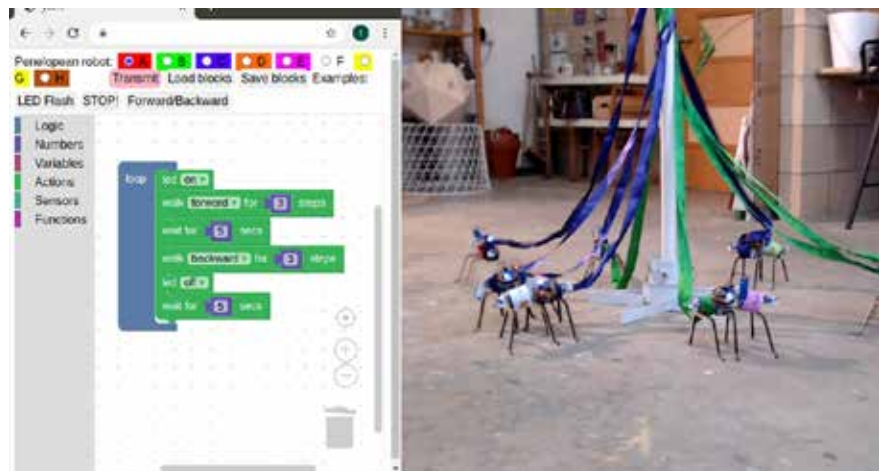 Penelopean robot: A B C D E F
G H Transmit Load blocks Save blocks Examples:
LED Flash STOP! Forward/Backward
Logic
Numbers
Variables
Actions
Sensors
Functions
loop led on
walk forward for 3 steps
wait for 5 secs
walk backward for 3 steps
led off
wait for 5 secs